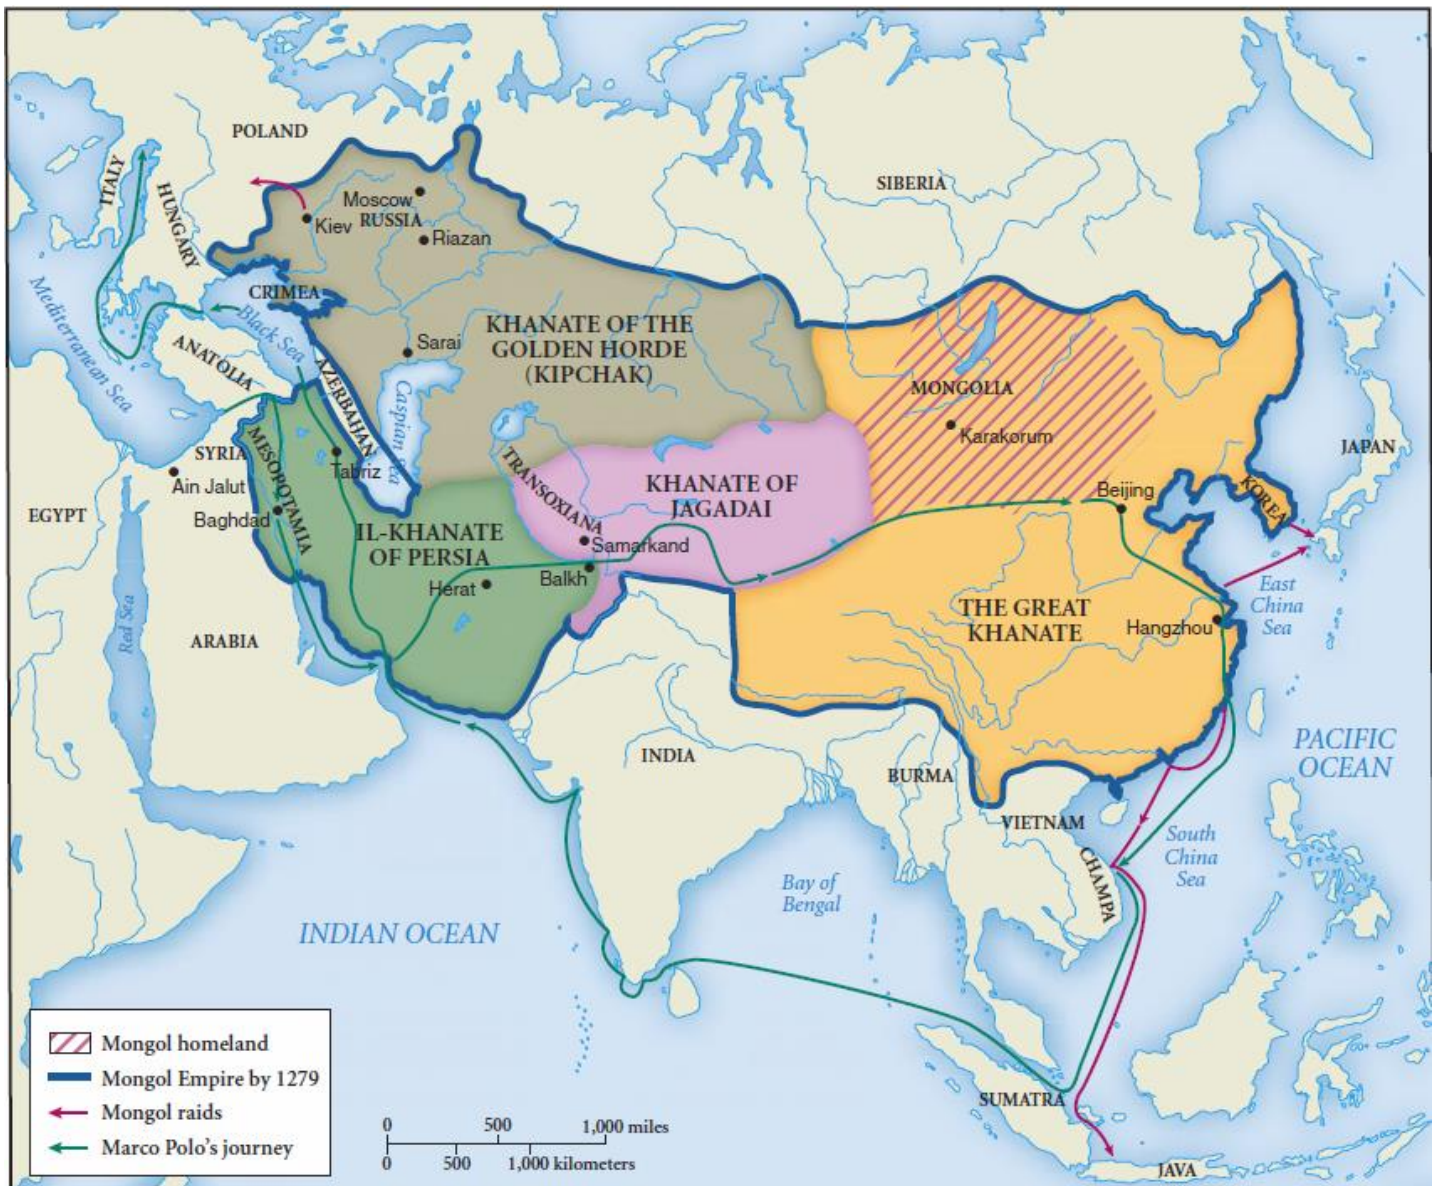 POLAND
SIBERIA
ITALY
HUNGARY
Moscow
RUSSIA
Kiev
Riazan
Mediterranean Sea
CRIMEA
Black Sea
ANATOLIA
AZERBAIJAN
Sarai
Caspian Sea
KHANATE OF THE
GOLDEN HORDE
(KIPCHAK)
MONGOLIA
Karakorum
JAPAN
SYRIA
MESOPOTAMIA
Tabriz
Ain Jalut
Baghdad
EGYPT
TRANSOXIANA
KHANATE OF
JAGADAI
Beijing
KOREA
IL-KHANATE
OF PERSIA
Samarkand
Balkh
Herat
THE GREAT
KHANATE
Hangzhou
East
China
Sea
Red Sea
ARABIA
INDIA
BURMA
VIETNAM
PACIFIC
OCEAN
CHAMPA
South
China
Sea
Bay of
Bengal
INDIAN OCEAN
SUMATRA
JAVA
Mongol homeland
Mongol Empire by 1279
Mongol raids
Marco Polo's journey
0 500 1,000 miles
0 500 1,000 kilometers